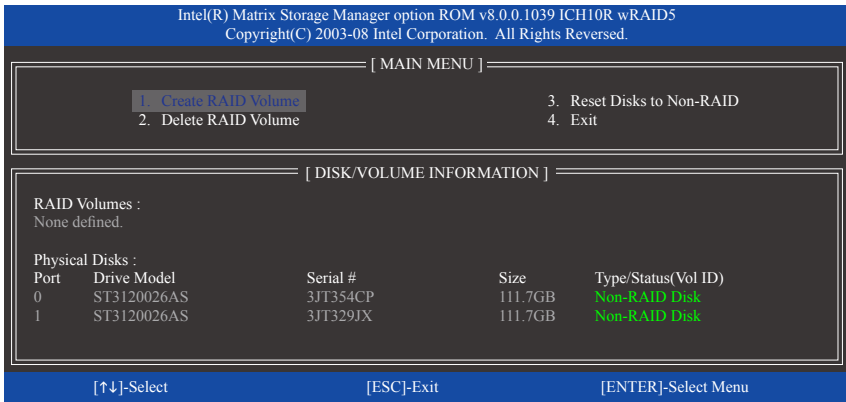 Intel(R) Matrix Storage Manager option ROM v8.0.0.1039 ICH10R wRAID5
Copyright(C) 2003-08 Intel Corporation. All Rights Reversed.
[ MAIN MENU ]
1. Create RAID Volume 3. Reset Disks to Non-RAID
2. Delete RAID Volume 4. Exit
[ DISK/VOLUME INFORMATION ]
RAID Volumes :
None defined.
Physical Disks :
Port Drive Model Serial # Size Type/Status(Vol ID)
0 ST3120026AS 3JT354CP 111.7GB Non-RAID Disk
1 ST3120026AS 3JT329JX 111.7GB Non-RAID Disk
[↑↓]-Select [ESC]-Exit [ENTER]-Select Menu